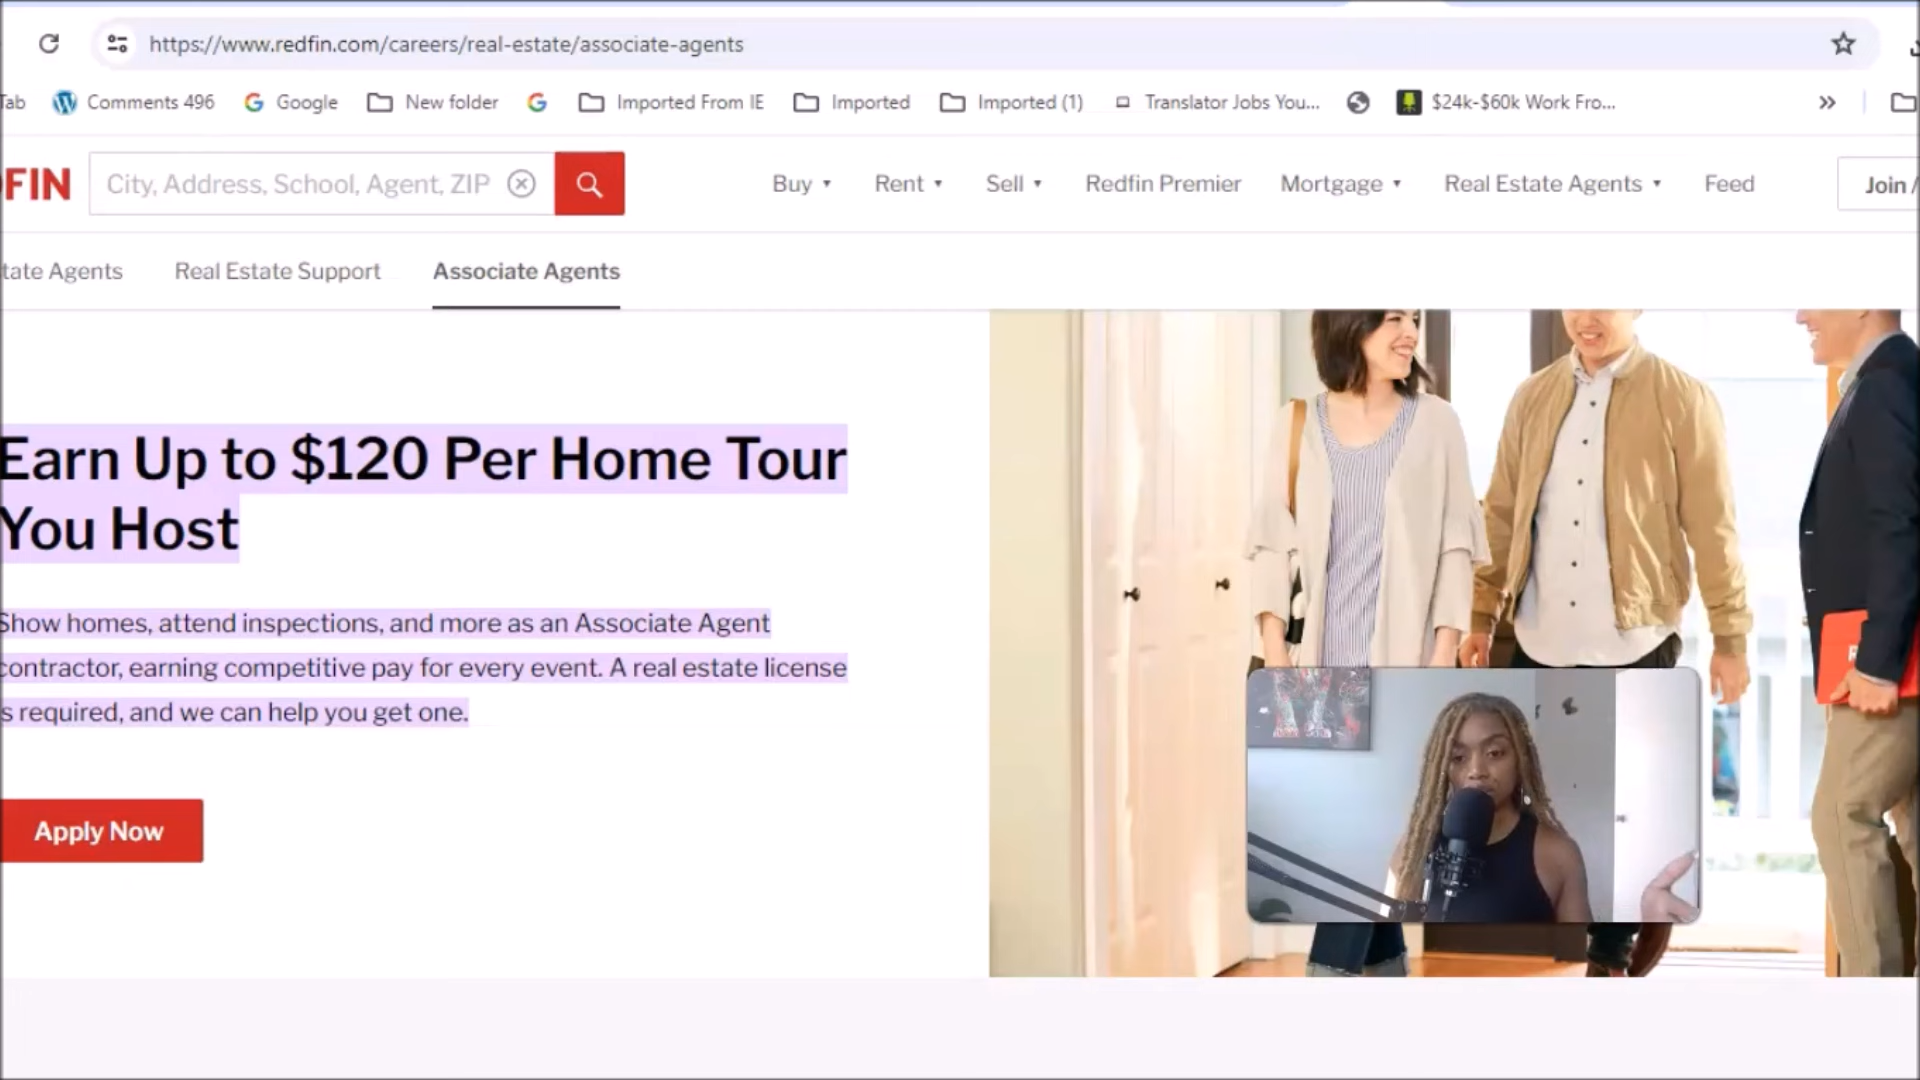 https://www.redfin.com/careers/real-estate/associate-agents
Tab
Comments 496
Google
New folder
Imported From IE
Imported
Imported (1)
Translator Jobs You...
$24k-$60k Work Fro...
FIN
City, Address, School, Agent, ZIP
Buy
Rent
Sell
Redfin Premier
Mortgage
Real Estate Agents
Feed
Join /
tate Agents
Real Estate Support
Associate Agents
Earn Up to $120 Per Home Tour
You Host
Show homes, attend inspections, and more as an Associate Agent
contractor, earning competitive pay for every event. A real estate license
s required, and we can help you get one.
Apply Now